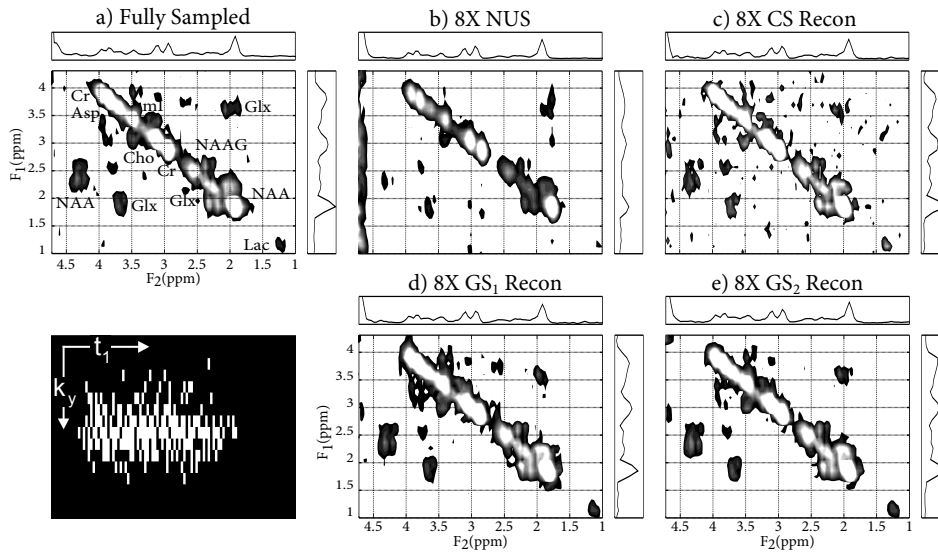 a) Fully Sampled
b) 8X NUS
c) 8X CS Recon
4
3.5
3
2.5
2
1.5
1
F₁(ppm)
Cr
Asp
mI
Glx
Cho
NAAG
Cr
NAA
Glx
Glx
NAA
Lac
4.5 4 3.5 3 2.5 2 1.5 1
F₂(ppm)
d) 8X GS₁ Recon
e) 8X GS₂ Recon
t₁
k_y
4
3.5
3
2.5
2
1.5
1
F₁(ppm)
4.5 4 3.5 3 2.5 2 1.5 1
F₂(ppm)
4.5 4 3.5 3 2.5 2 1.5 1
F₂(ppm)